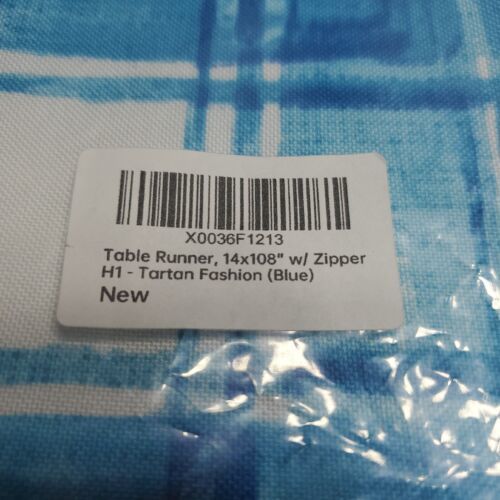 X0036F1213
Table Runner, 14x108" w/ Zipper
H1 - Tartan Fashion (Blue)
New